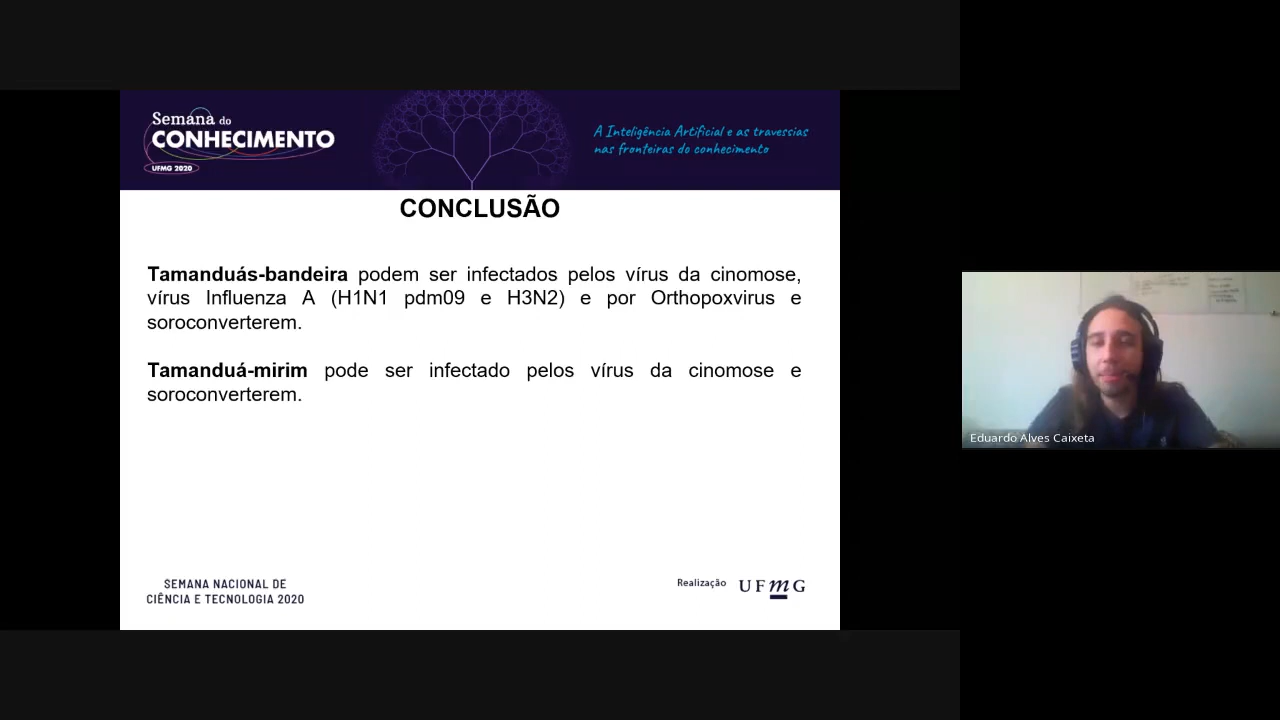 Semana do
CONHECIMENTO
UFMG 2020
A Inteligência Artificial e as travessias
nas fronteiras do conhecimento
CONCLUSÃO
Tamanduás-bandeira podem ser infectados pelos vírus da cinomose,
vírus Influenza A (H1N1 pdm09 e H3N2) e por Orthopoxvirus e
soroconverterem.
Tamanduá-mirim pode ser infectado pelos vírus da cinomose e
soroconverterem.
SEMANA NACIONAL DE
CIÊNCIA E TECNOLOGIA 2020
Realização
UFMG
Eduardo Alves Caixeta